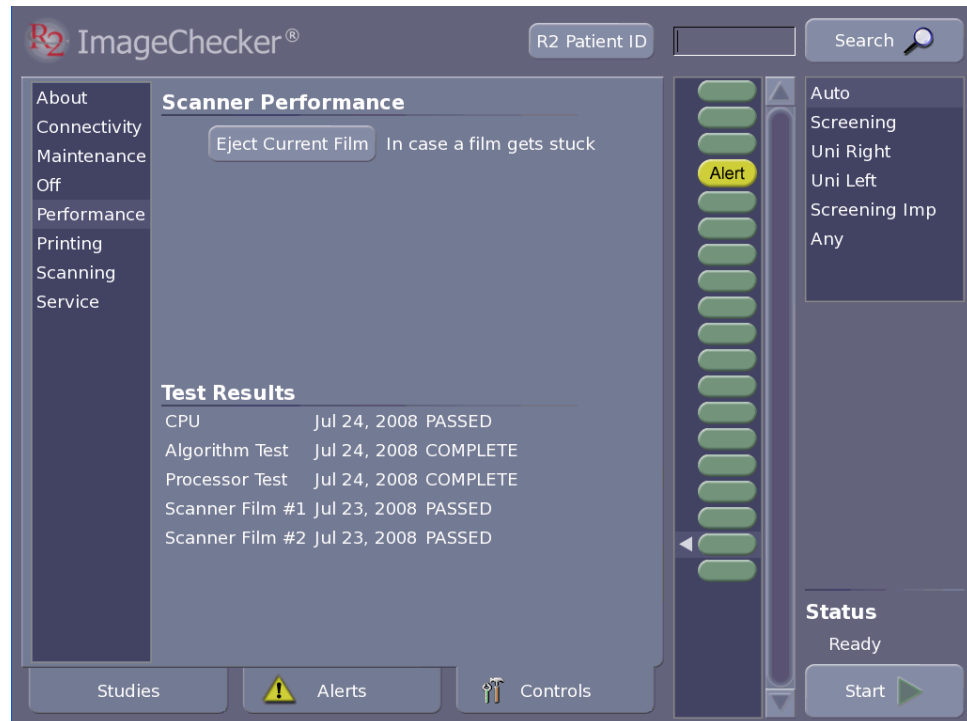 R2 ImageChecker®
R2 Patient ID
Search
About
Connectivity
Maintenance
Off
Performance
Printing
Scanning
Service
Scanner Performance
Eject Current Film In case a film gets stuck
Test Results
CPU Jul 24, 2008 PASSED
Algorithm Test Jul 24, 2008 COMPLETE
Processor Test Jul 24, 2008 COMPLETE
Scanner Film #1 Jul 23, 2008 PASSED
Scanner Film #2 Jul 23, 2008 PASSED
Alert
Auto
Screening
Uni Right
Uni Left
Screening Imp
Any
Status
Ready
Start
Studies
Alerts
Controls